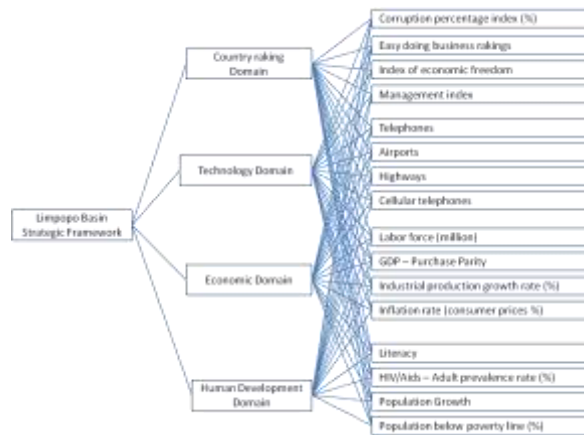 Corruption percentage index (%)
Easy doing business rakings
Country raking
Domain
Index of economic freedom
Management index
Telephones
Airports
Technology Domain
Highways
Cellular telephones
Limpopo Basin
Strategic Framework
Labor force (million)
GDP – Purchase Parity
Economic Domain
Industrial production growth rate (%)
Inflation rate (consumer prices %)
Literacy
HIV/Aids – Adult prevalence rate (%)
Human Development
Domain
Population Growth
Population below poverty line (%)